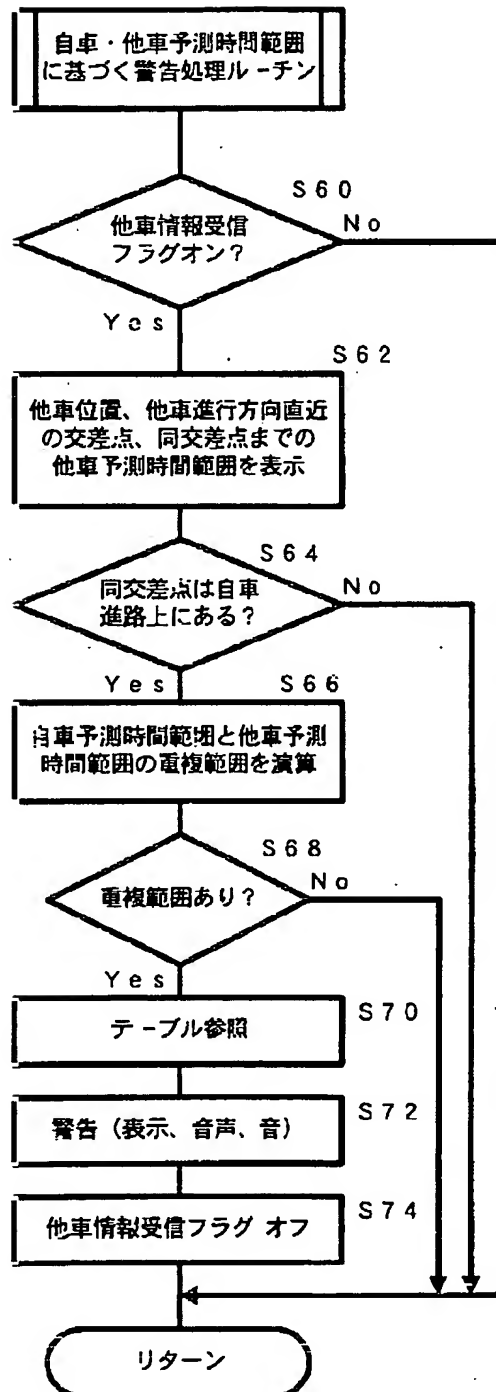 自車・他車予測時間範囲
に基づく警告処理ルーチン
S60
他車情報受信
フラグオン?
No
Yes
S62
他車位置、他車進行方向直近
の交差点、同交差点までの
他車予測時間範囲を表示
S64
同交差点は自車
進路上にある?
No
Yes
S66
自車予測時間範囲と他車予測
時間範囲の重複範囲を演算
S68
重複範囲あり?
No
Yes
テーブル参照
S70
警告(表示、音声、音)
S72
他車情報受信フラグ オフ
S74
リターン